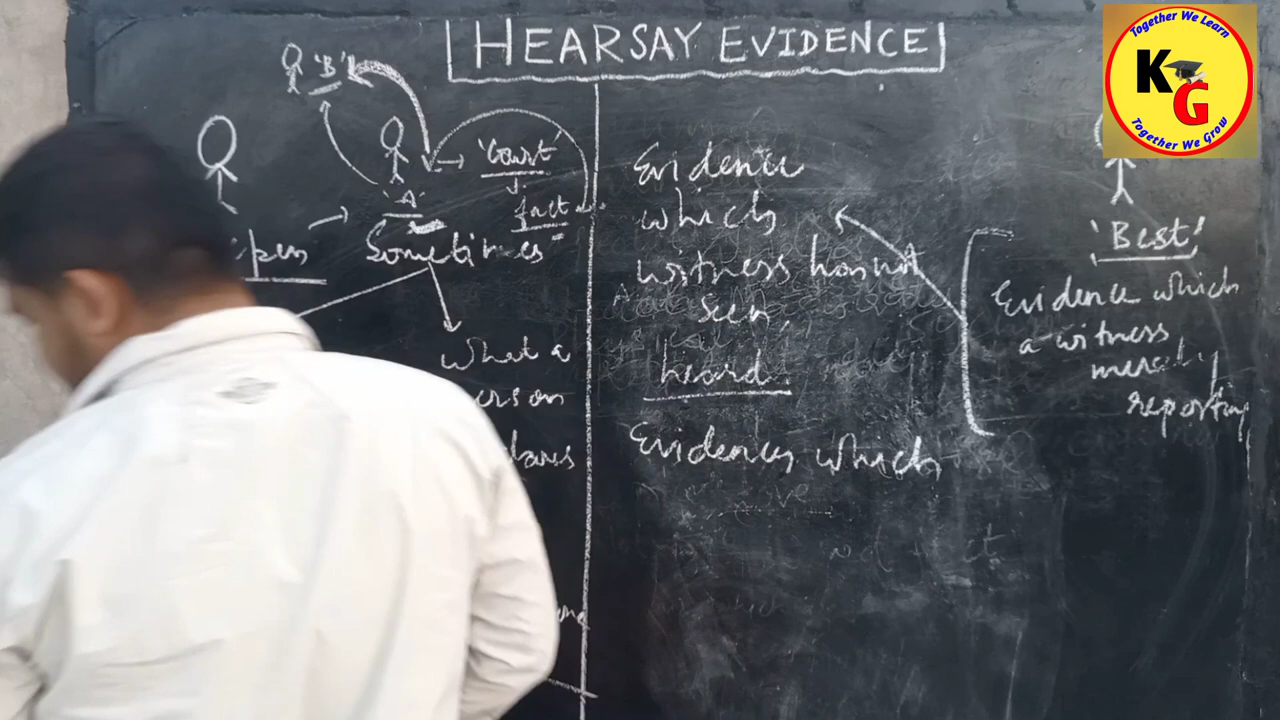 HEARSAY EVIDENCE
Together We Learn
KG
Together We Grow
'B'
'A'
'Court'
fact
Sometimes
What a
Evidence
which
witness has not
seen,
heard.
Evidences which
'Best'
Evidence which
a witness
merely
reporting